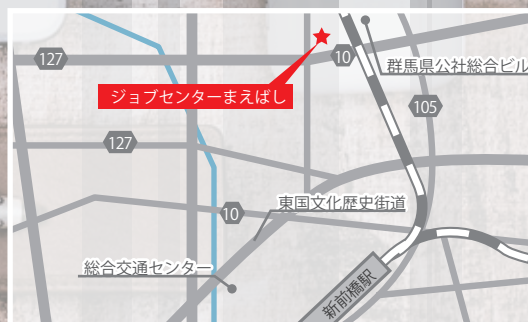 127
10
群馬県公社総合ビル
ジョブセンターまえばし
105
127
10
東国文化歴史街道
総合交通センター
新前橋駅